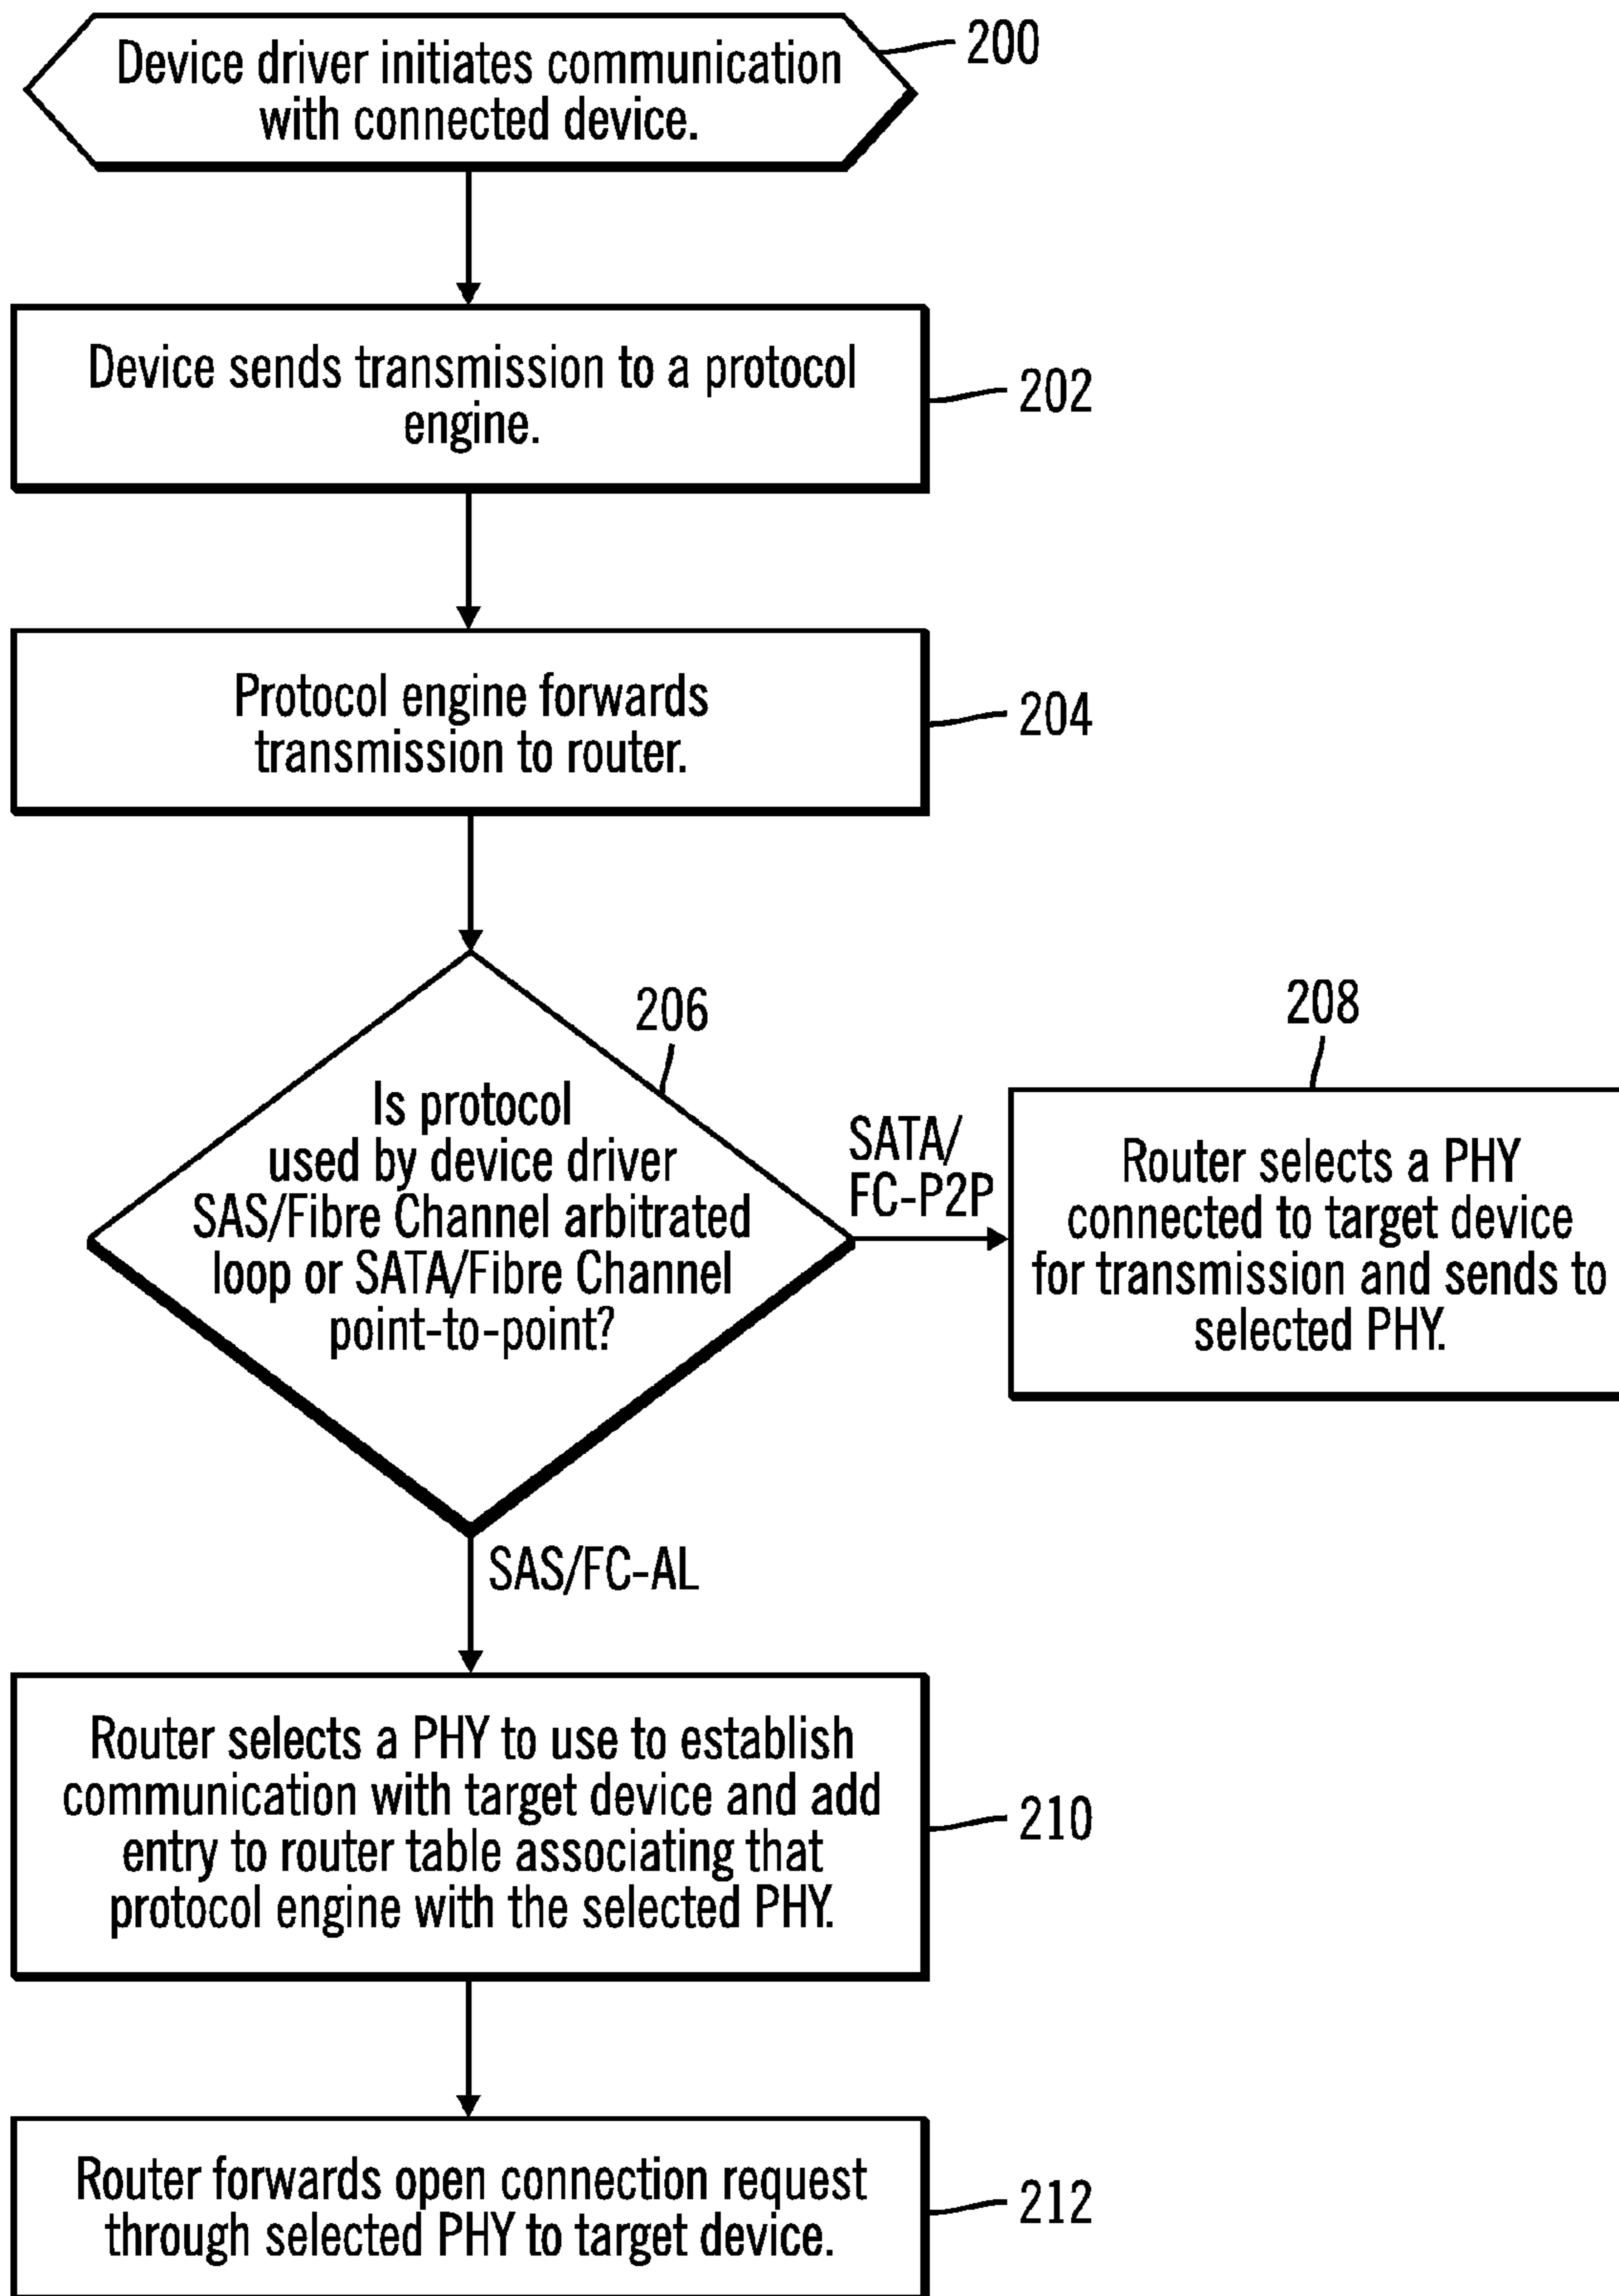 Device driver initiates communication
with connected device.
200
Device sends transmission to a protocol
engine.
202
Protocol engine forwards
transmission to router.
204
206
Is protocol
used by device driver
SAS/Fibre Channel arbitrated
loop or SATA/Fibre Channel
point-to-point?
SATA/
FC-P2P
208
Router selects a PHY
connected to target device
for transmission and sends to
selected PHY.
SAS/FC-AL
Router selects a PHY to use to establish
communication with target device and add
entry to router table associating that
protocol engine with the selected PHY.
210
Router forwards open connection request
through selected PHY to target device.
212